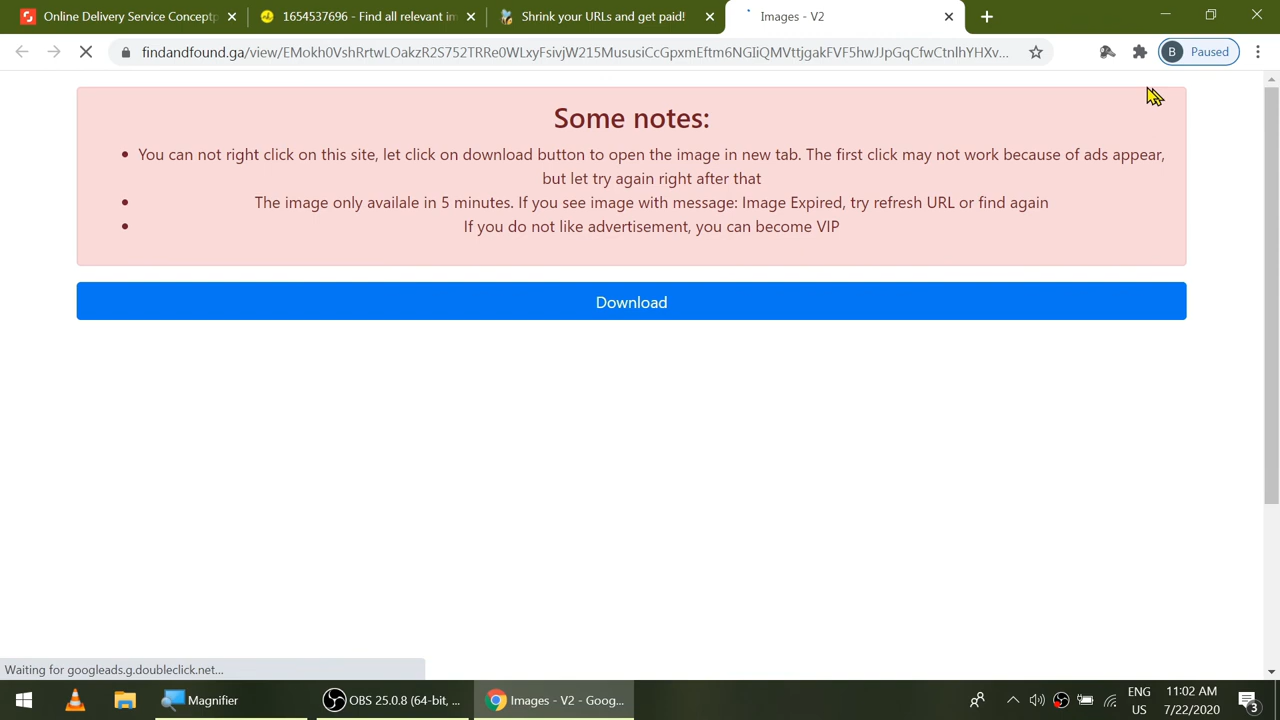 Online Delivery Service Conceptp
1654537696 - Find all relevant im
Shrink your URLs and get paid!
Images - V2
findandfound.ga/view/EMokh0VshRrtwLOakzR2S752TRRe0WLxyFsivjW215MususiCcGpxmEftm6NGliQMVttjgakFVF5hwJJpGqCfwCtnlhYHXv...
B Paused
Some notes:
• You can not right click on this site, let click on download button to open the image in new tab. The first click may not work because of ads appear,
but let try again right after that
• The image only availale in 5 minutes. If you see image with message: Image Expired, try refresh URL or find again
• If you do not like advertisement, you can become VIP
Download
Waiting for googleads.g.doubleclick.net...
Magnifier
OBS 25.0.8 (64-bit, ...
Images - V2 - Goog...
ENG
US
11:02 AM
7/22/2020
3